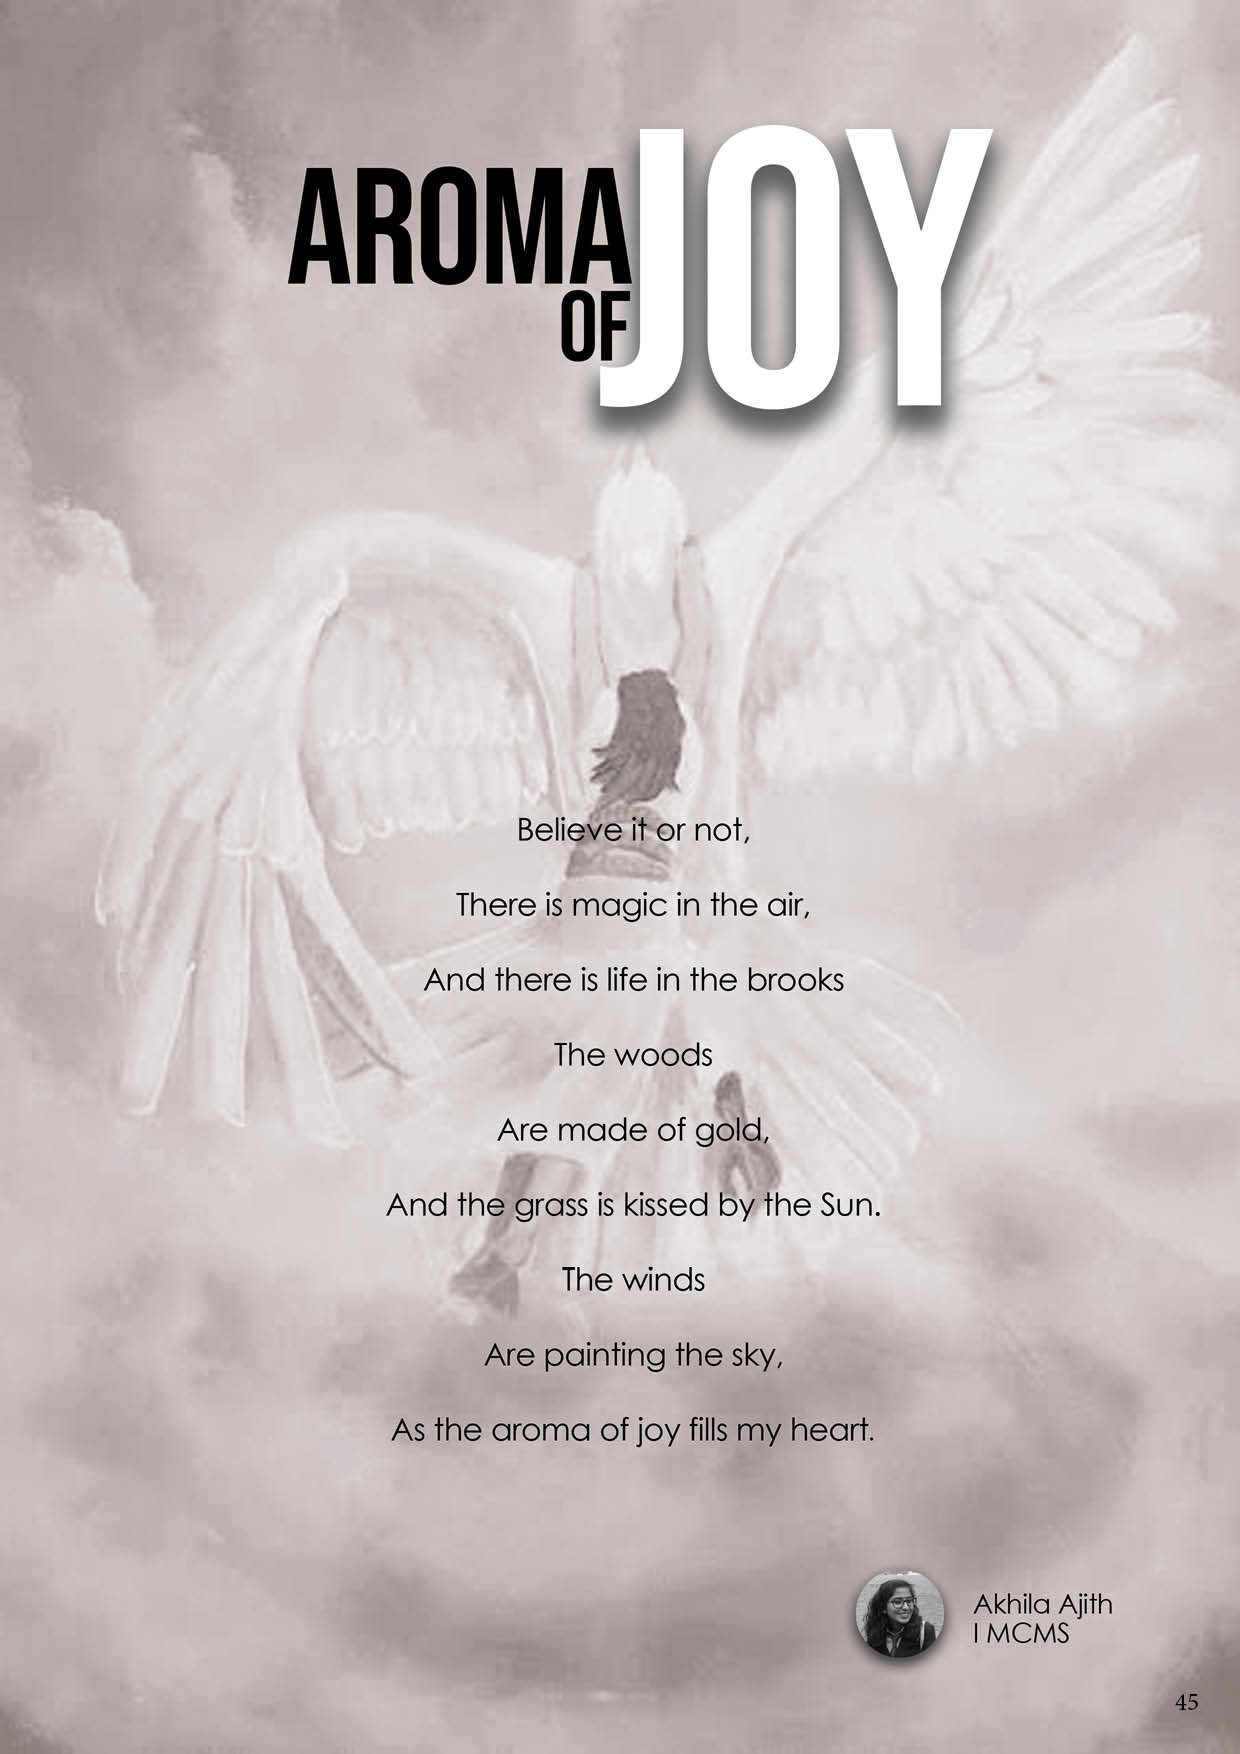 AROMA
OF
JOY
Believe it or not,
There is magic in the air,
And there is life in the brooks
The woods
Are made of gold,
And the grass is kissed by the Sun.
The winds
Are painting the sky,
As the aroma of joy fills my heart.
Akhila Ajith
I MCMS
45